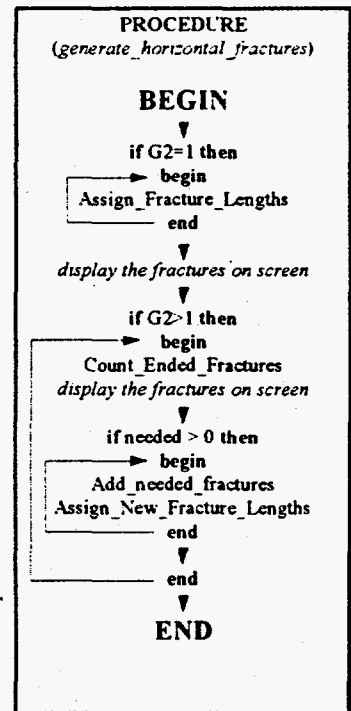 PROCEDURE
(generate_horizontal_fractures)
BEGIN
if G2=1 then
begin
Assign_Fracture_Lengths
end
display the fractures on screen
if G2>1 then
begin
Count_Ended_Fractures
display the fractures on screen
if needed > 0 then
begin
Add_needed_fractures
Assign_New_Fracture_Lengths
end
end
END